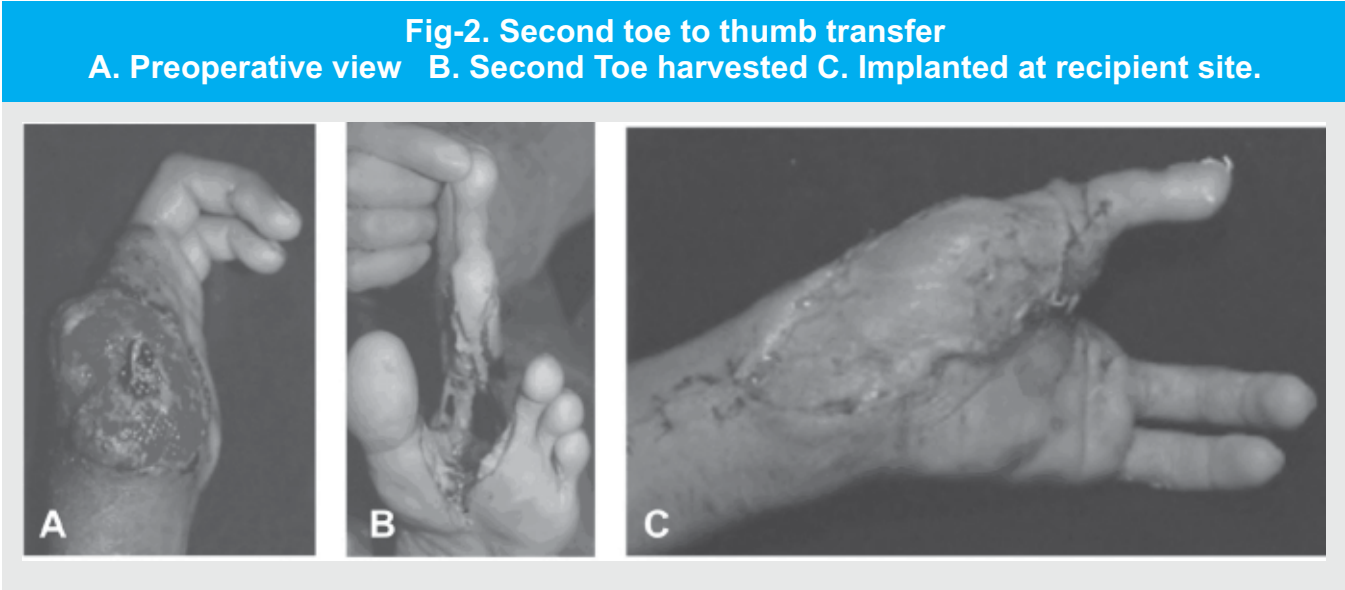 Fig-2. Second toe to thumb transfer
A. Preoperative view B. Second Toe harvested C. Implanted at recipient site.
A
B
C